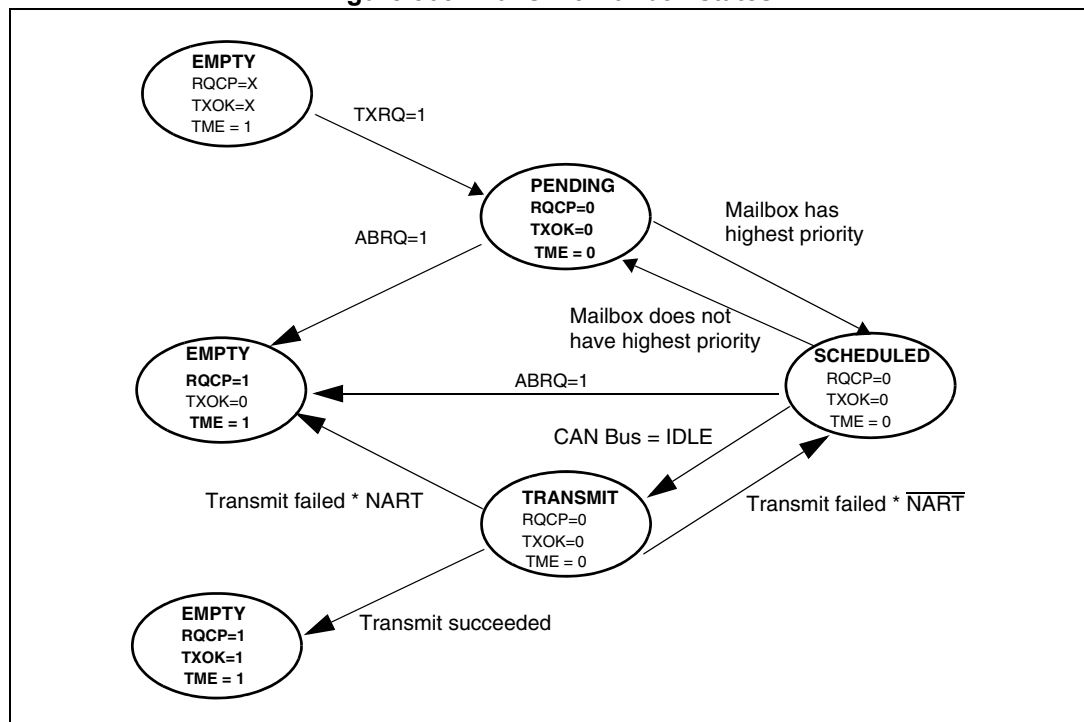 EMPTY
RQCP=X
TXOK=X
TME = 1
TXRQ=1
PENDING
RQCP=0
TXOK=0
TME = 0
Mailbox has
highest priority
ABRQ=1
Mailbox does not
have highest priority
EMPTY
RQCP=1
TXOK=0
TME = 1
SCHEDULED
RQCP=0
TXOK=0
TME = 0
ABRQ=1
CAN Bus = IDLE
Transmit failed * NART
TRANSMIT
RQCP=0
TXOK=0
TME = 0
Transmit failed * N̅A̅R̅T̅
EMPTY
RQCP=1
TXOK=1
TME = 1
Transmit succeeded